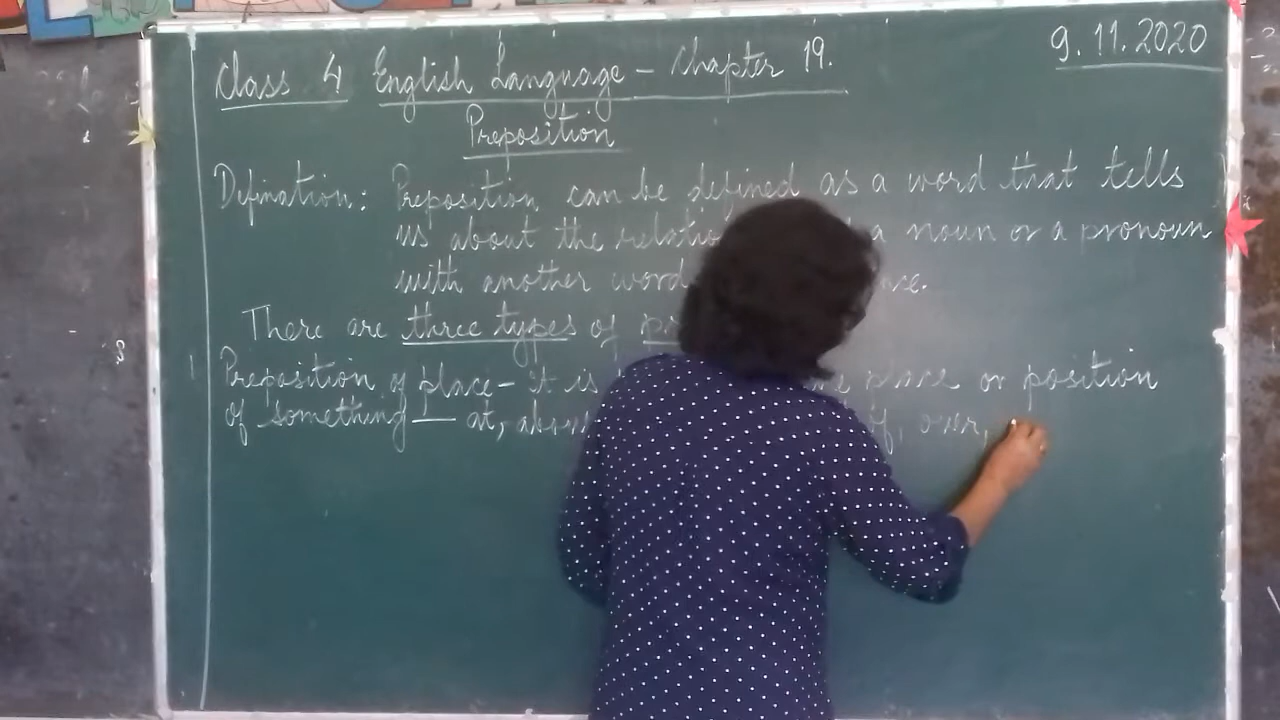 Class 4 English Language - Chapter 19.
9.11.2020
Preposition
Defination: Preposition can be defined as a word that tells
us about the a noun or a pronoun
with another word
There are three types of
1 Preposition of place - it is place or position
of something — at, of, over,